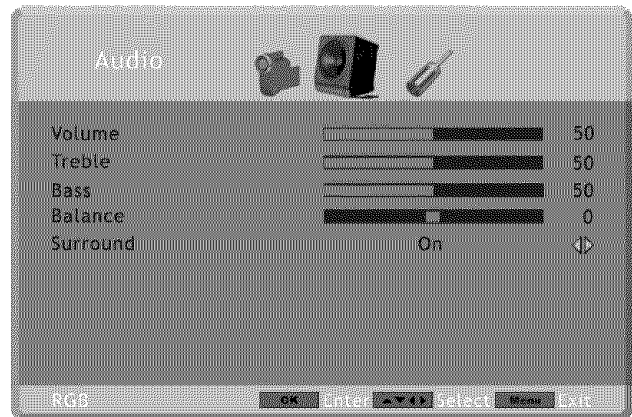 Audio
Volume 50
Treble 50
Bass 50
Balance 0
Surround On
RGB OK Enter ▲▼◀▶ Select Menu Exit